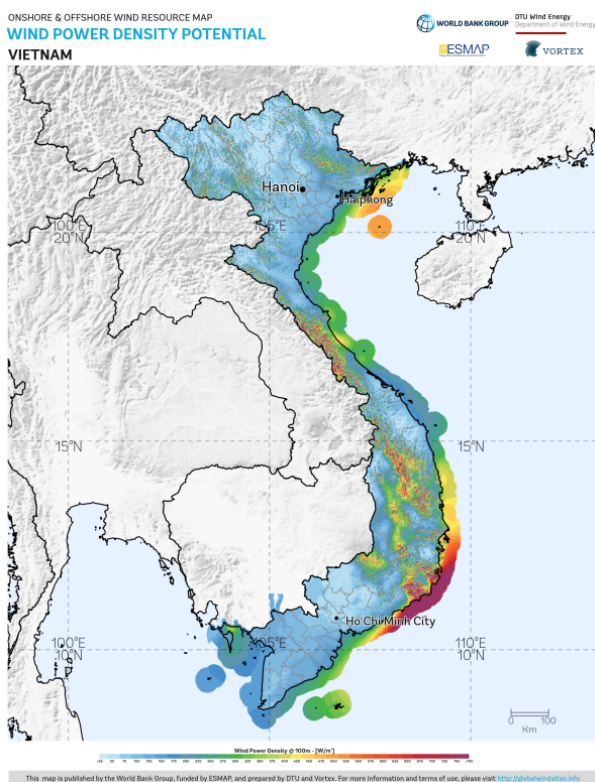 ONSHORE & OFFSHORE WIND RESOURCE MAP
WIND POWER DENSITY POTENTIAL
VIETNAM
WORLD BANK GROUP
DTU Wind Energy
Department of Wind Energy
ESMAP
VORTEX
Hanoi
Haiphong
100°E
20°N
105°E
110°E
20°N
15°N
15°N
Ho Chi Minh City
100°E
10°N
105°E
110°E
10°N
0 100
Km
Wind Power Density @ 100m - [W/m²]
This map is published by the World Bank Group, funded by ESMAP, and prepared by DTU and Vortex. For more information and terms of use, please visit http://globalwindatlas.info